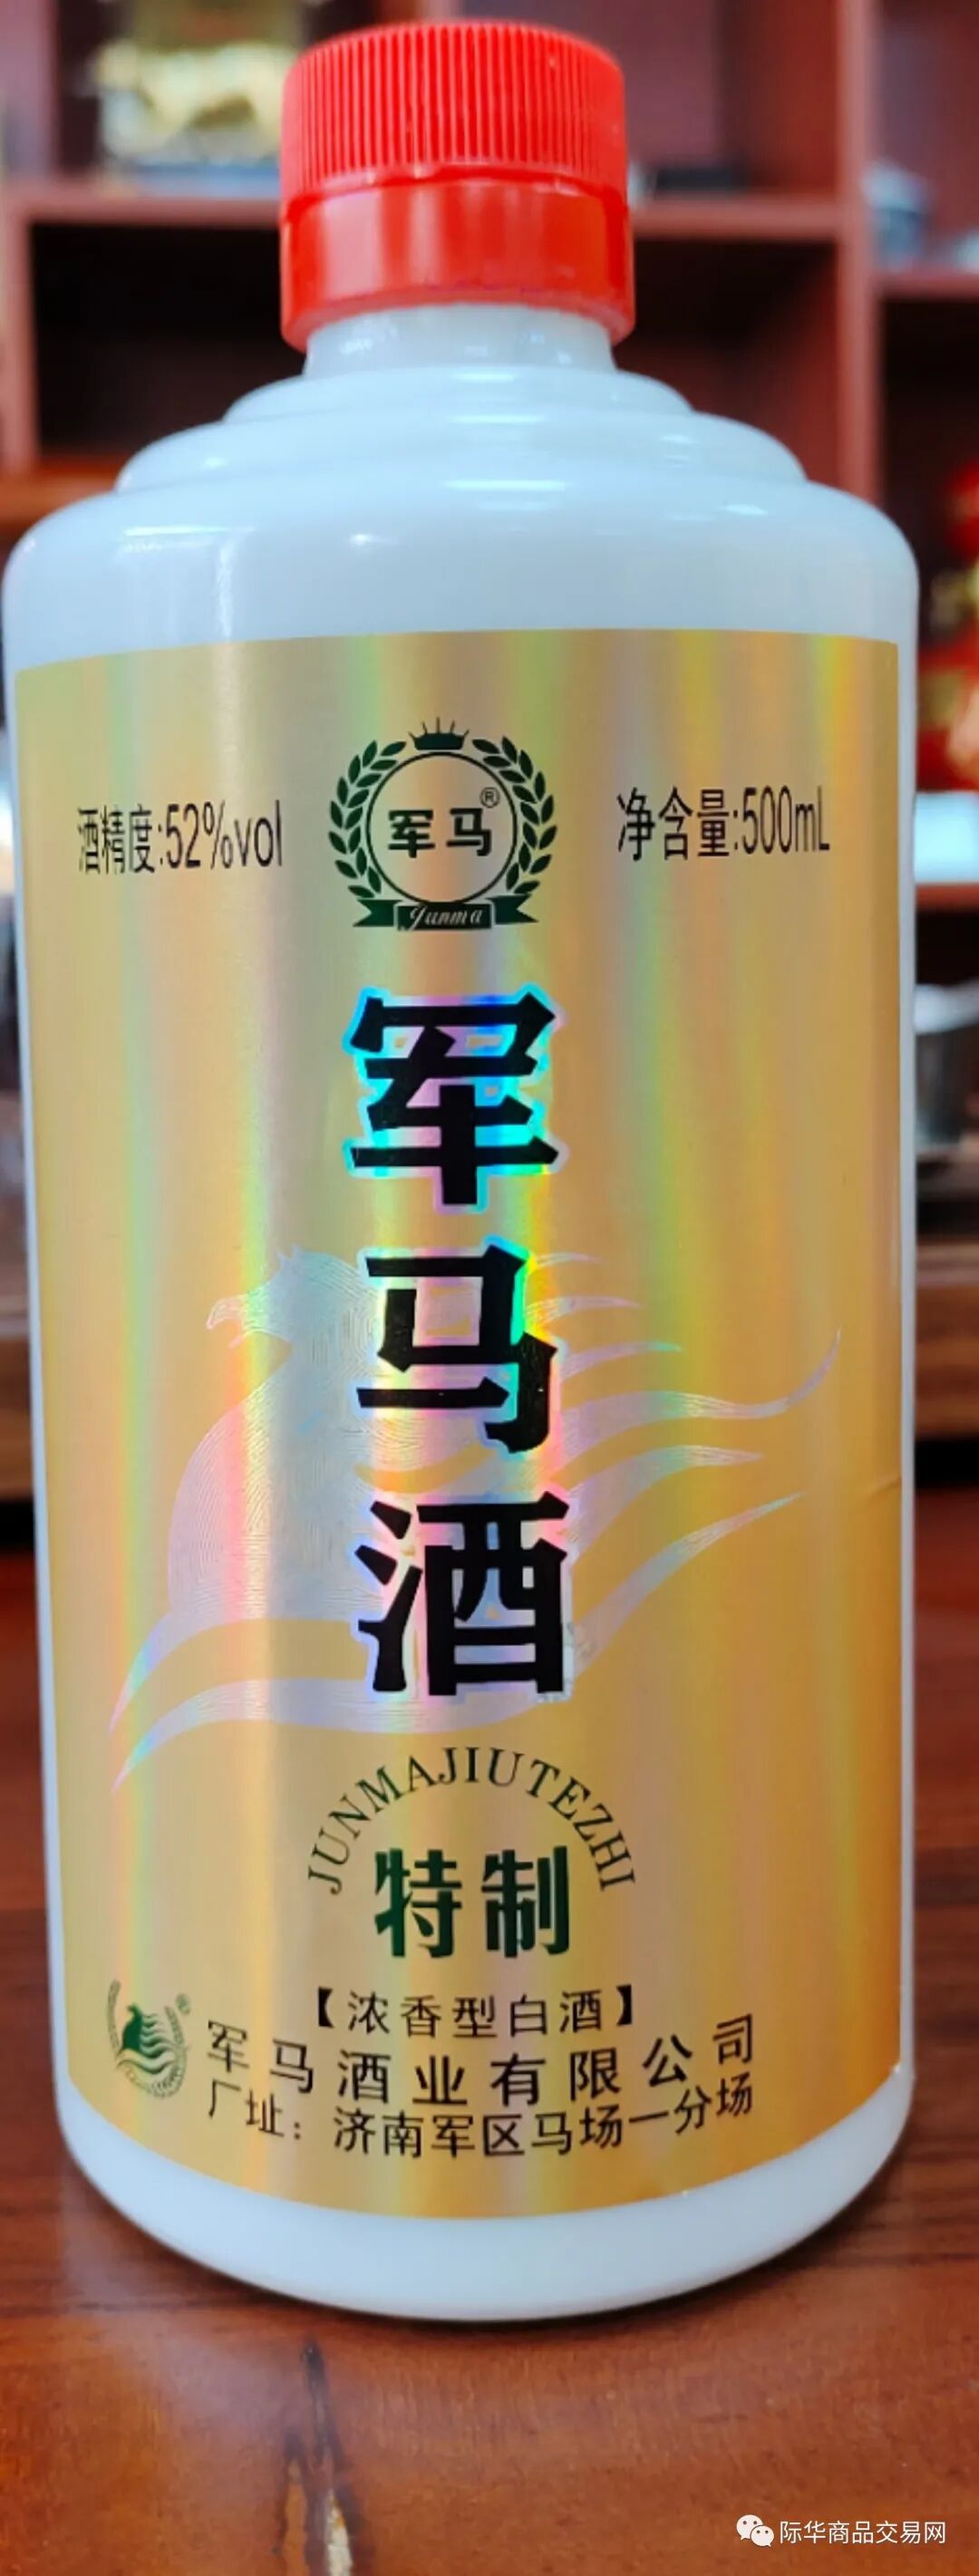 酒精度:52%vol
军马®
Junma
净含量:500mL
军马酒
JUNMAJIUTEZHI
特制
【浓香型白酒】
®
军马酒业有限公司
厂址：济南军区马场一分场
际华商品交易网